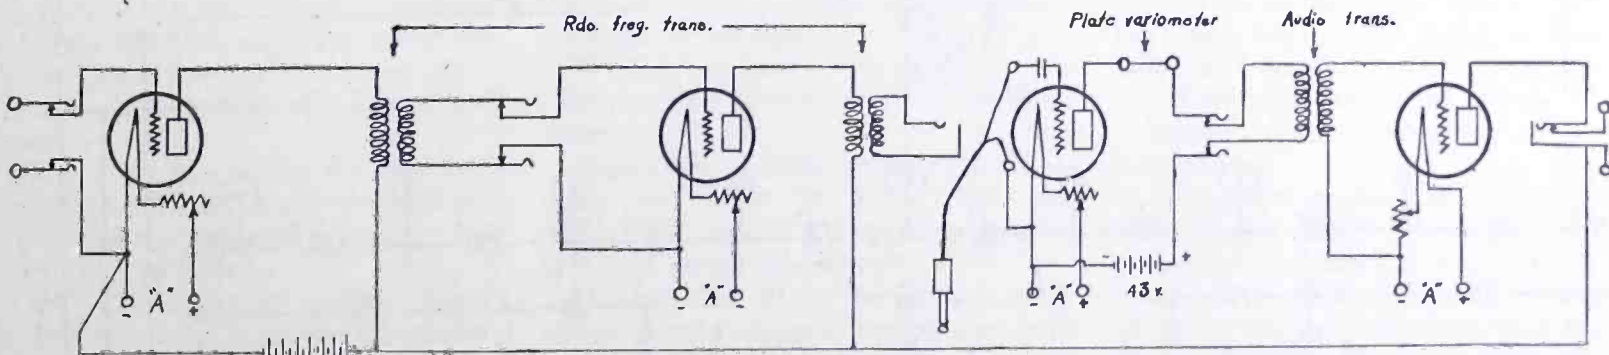 Rdo. freq. trans.
Plate variometer
Audio trans.
- "A" +
- "A" -
- "A" +
- +
43 v.
- "A" +